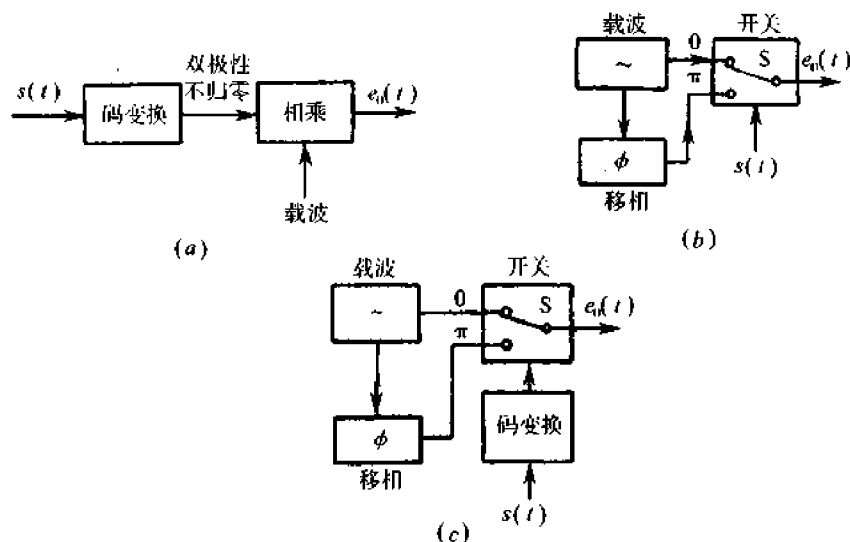 s(t)
码变换
双极性
不归零
相乘
e₀(t)
载波
(a)
载波
~
0
π
开关
S
e₀(t)
ϕ
移相
s(t)
(b)
载波
~
0
π
开关
S
e₀(t)
ϕ
移相
码变换
s(t)
(c)